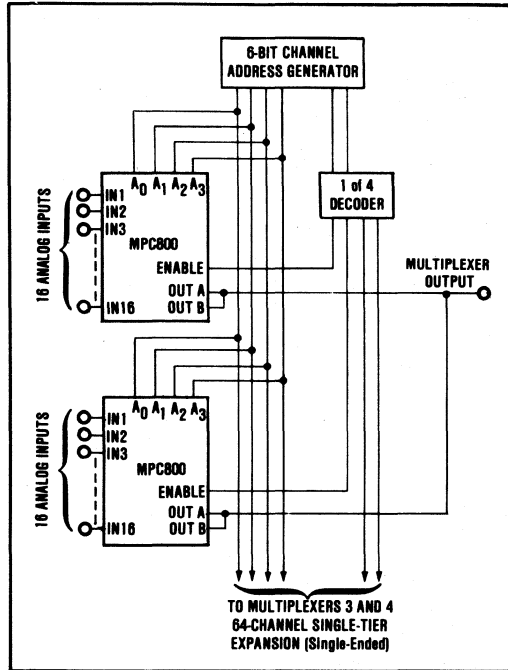 6-BIT CHANNEL
ADDRESS GENERATOR
A0 A1 A2 A3
1 of 4
DECODER
16 ANALOG INPUTS
IN1
IN2
IN3
IN16
MPC800
ENABLE
OUT A
OUT B
MULTIPLEXER
OUTPUT
A0 A1 A2 A3
16 ANALOG INPUTS
IN1
IN2
IN3
IN16
MPC800
ENABLE
OUT A
OUT B
TO MULTIPLEXERS 3 AND 4
64-CHANNEL SINGLE-TIER
EXPANSION (Single-Ended)